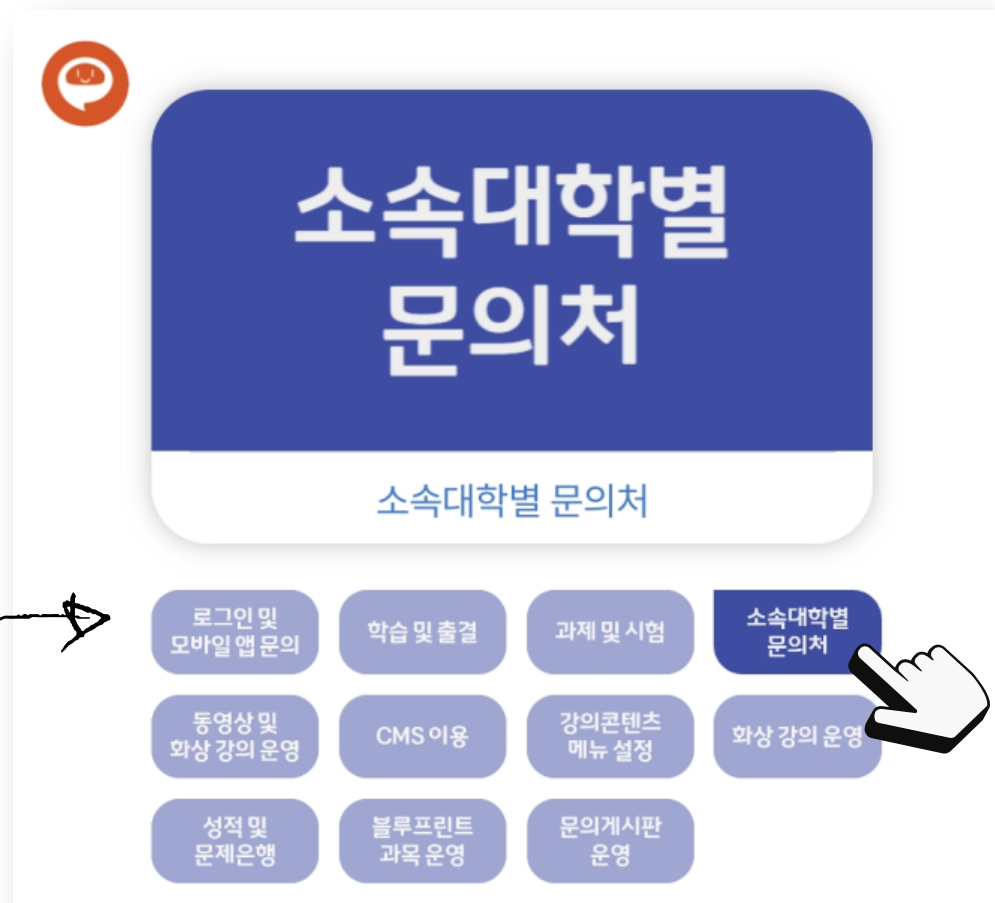 소속대학별
문의처
소속대학별 문의처
로그인 및
모바일 앱 문의
학습 및 출결
과제 및 시험
소속대학별
문의처
동영상 및
화상 강의 운영
CMS 이용
강의콘텐츠
메뉴 설정
화상 강의 운영
성적 및
문제은행
블루프린트
과목 운영
문의게시판
운영